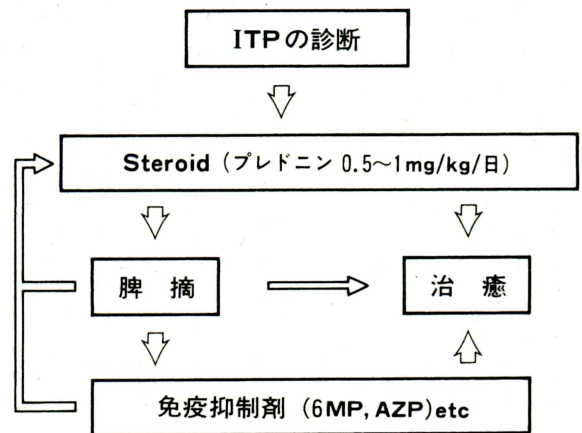 ITPの診断
Steroid (プレドニン 0.5~1mg/kg/日)
脾 摘
治 癒
免疫抑制剤 (6MP, AZP)etc